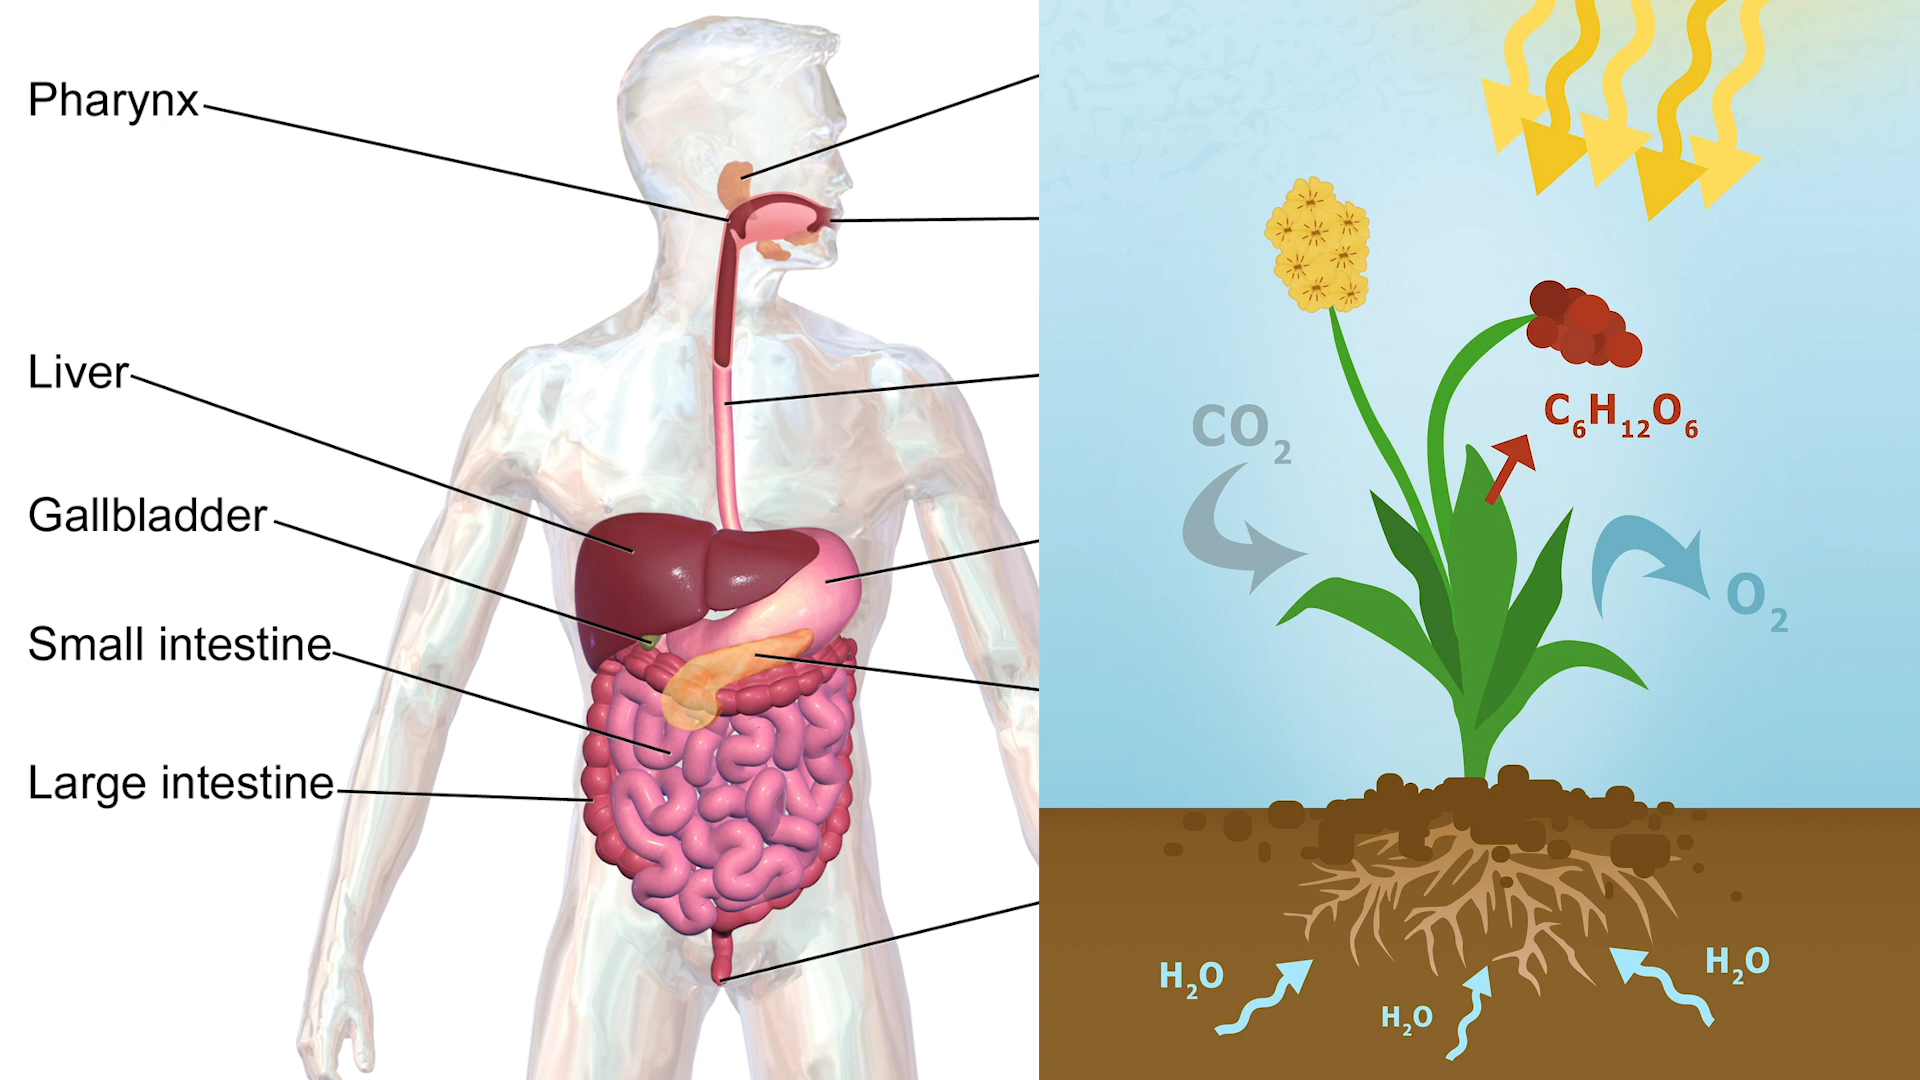 Pharynx
Liver
Gallbladder
Small intestine
Large intestine
CO2
C6H12O6
O2
H2O
H2O
H2O